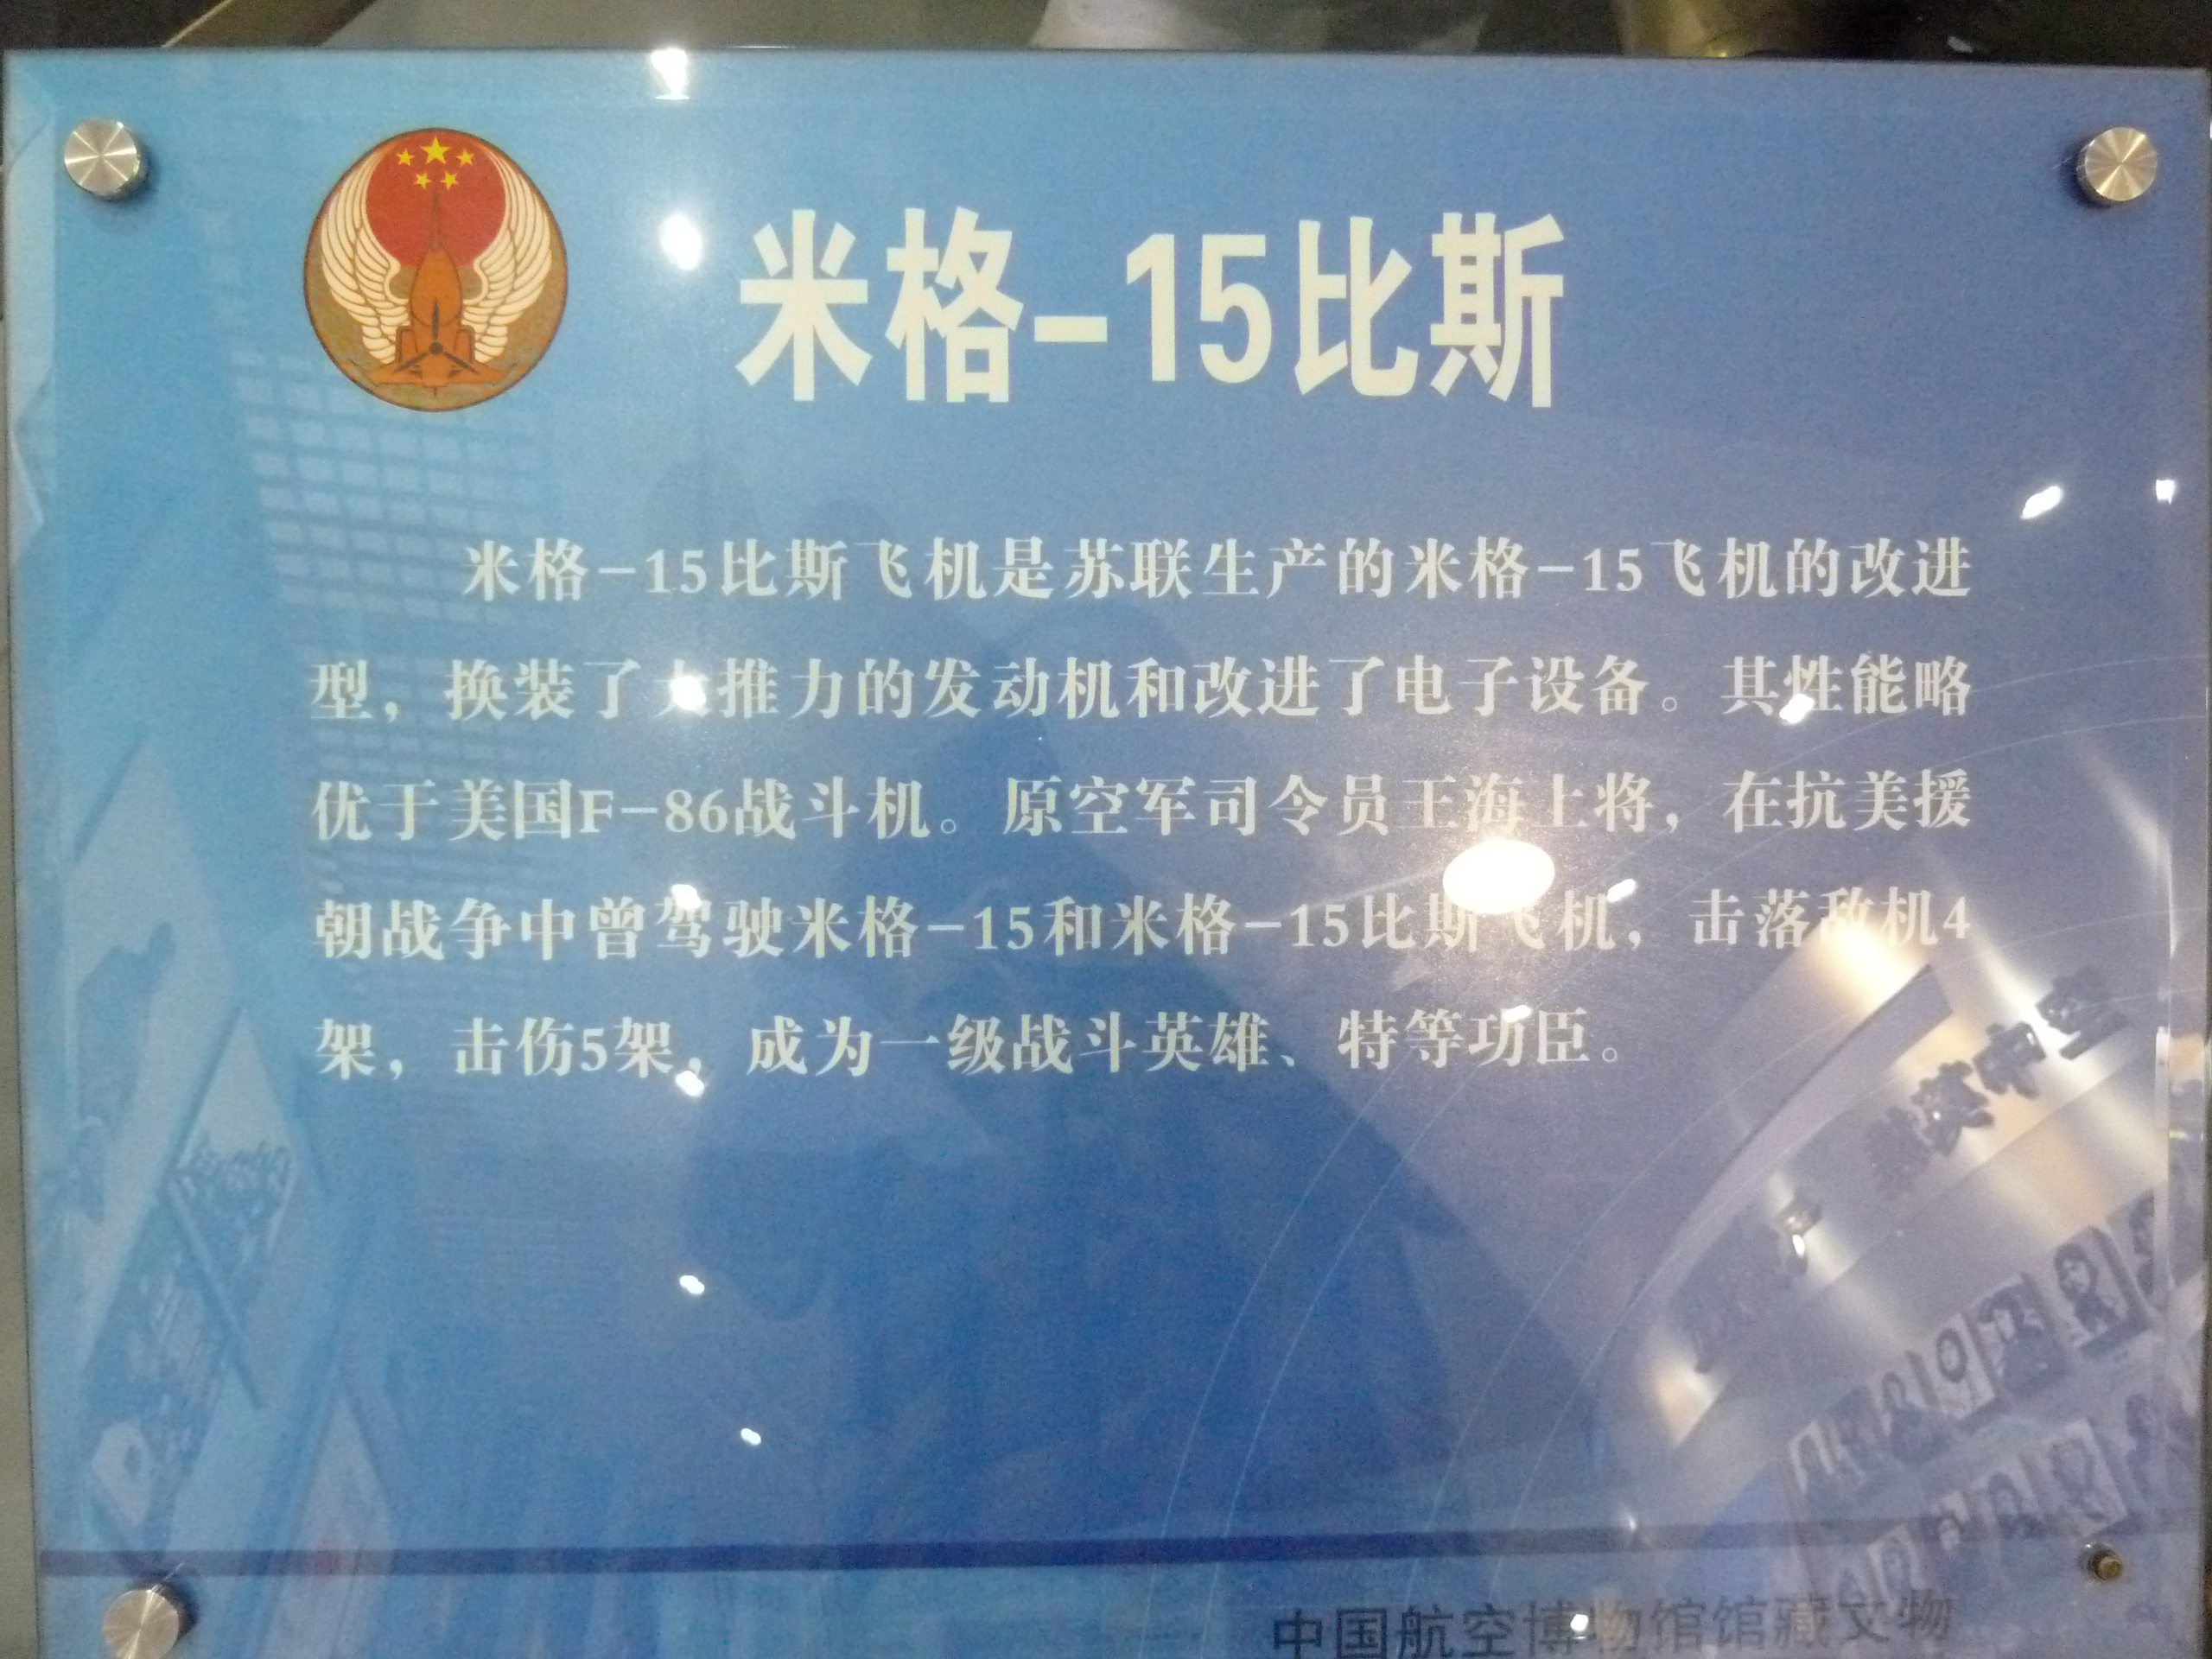 米格-15比斯
米格-15比斯飞机是苏联生产的米格-15飞机的改进
型，换装了大推力的发动机和改进了电子设备。其性能略
优于美国F-86战斗机。原空军司令员王海上将，在抗美援
朝战争中曾驾驶米格-15和米格-15比斯飞机，击落敌机4
架，击伤5架，成为一级战斗英雄、特等功臣。
中国航空博物馆馆藏文物